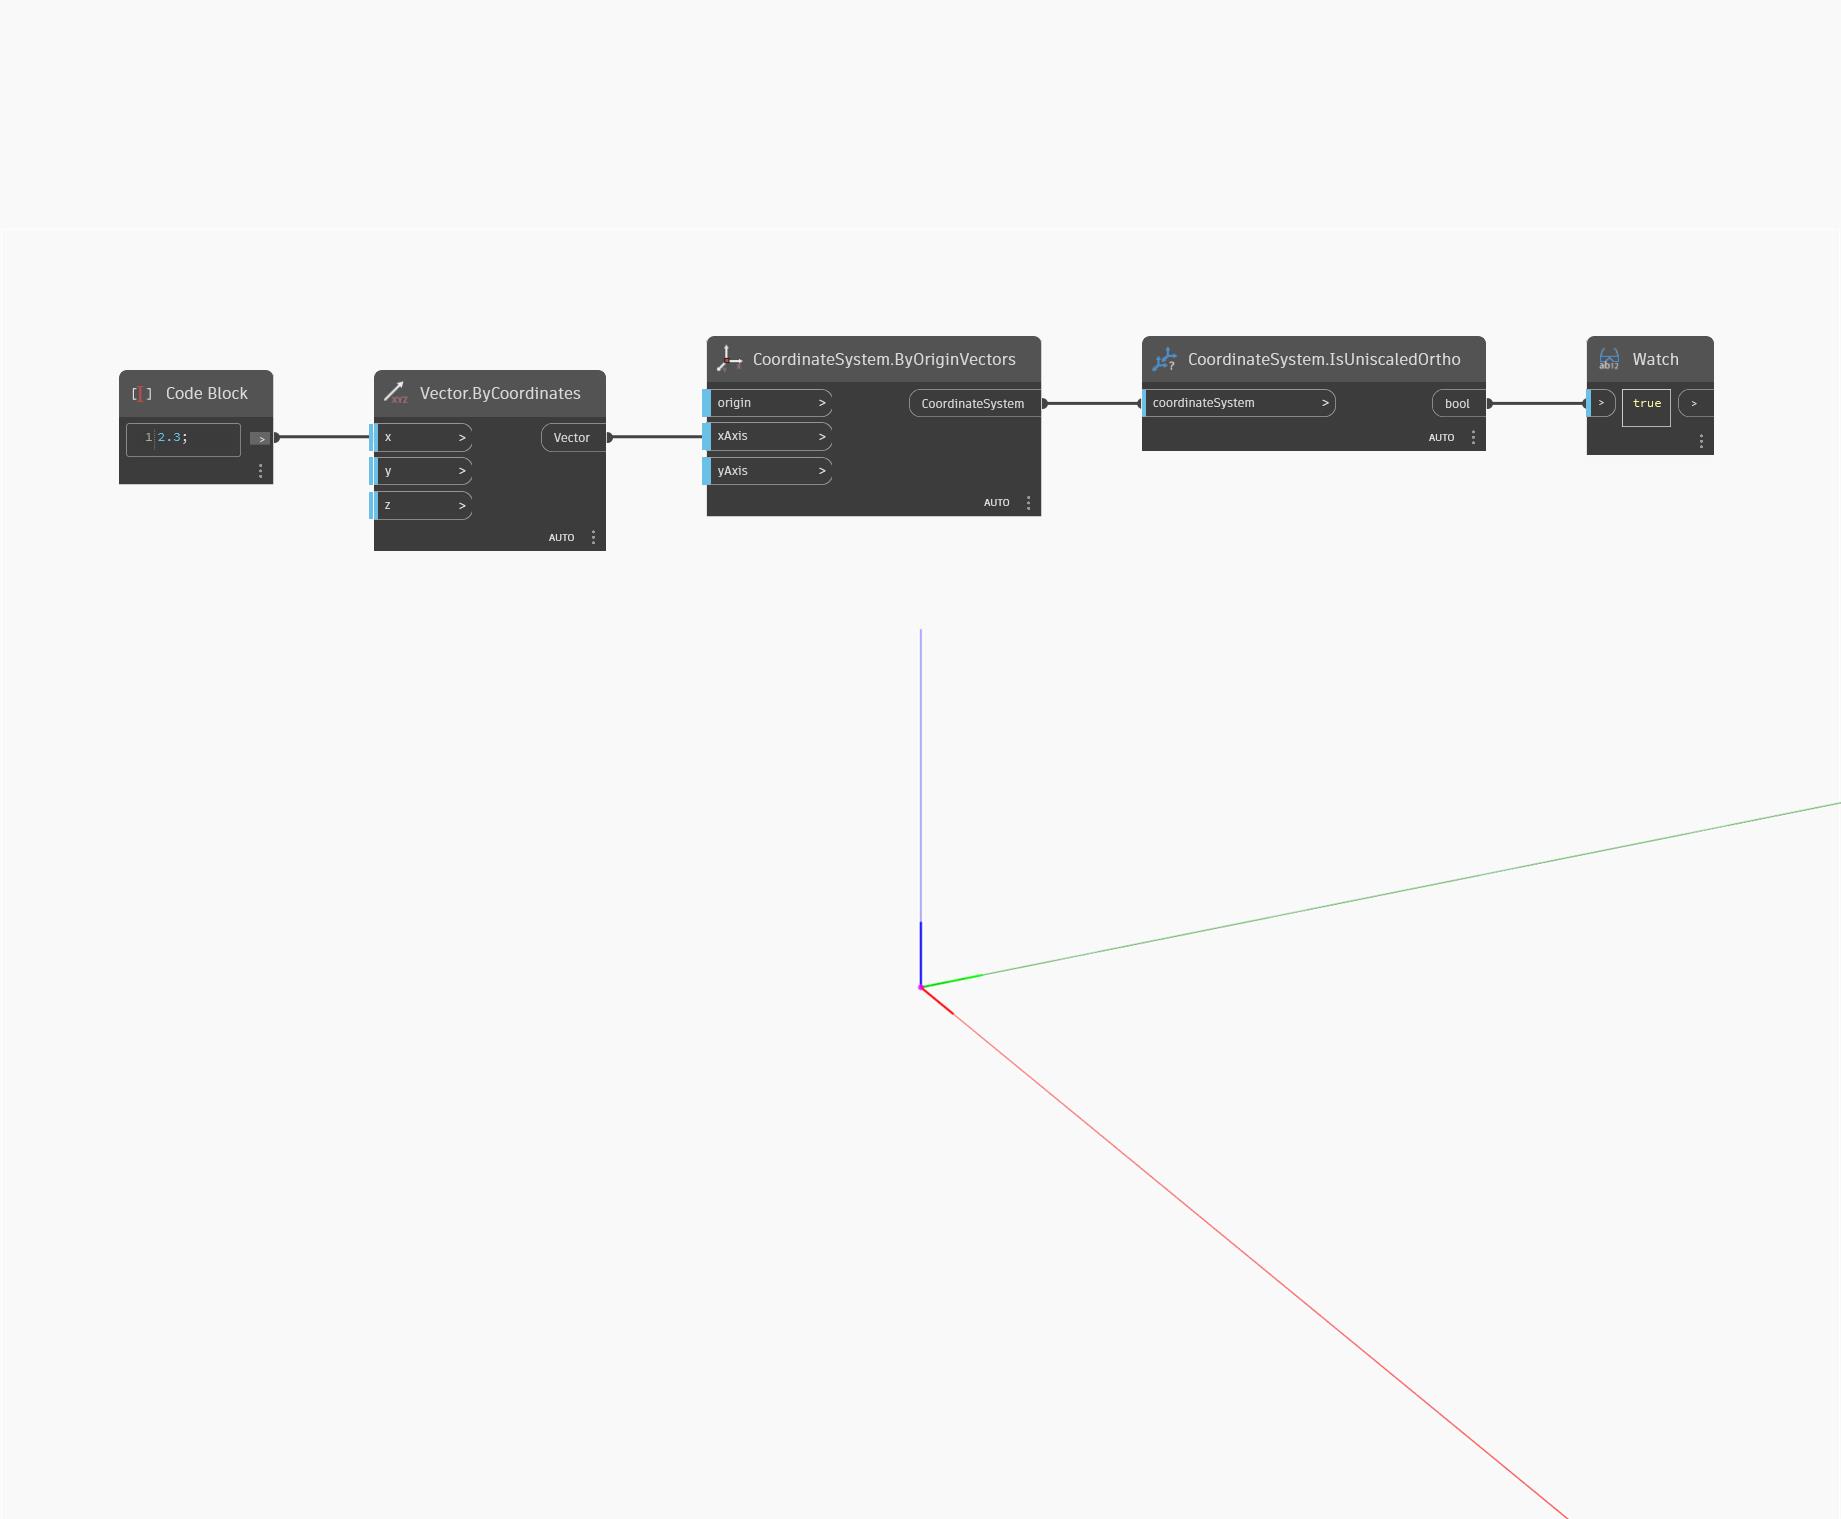 Code Block
1 2.3;
>
Vector.ByCoordinates
x >
Vector
y >
z >
AUTO
CoordinateSystem.ByOriginVectors
origin >
CoordinateSystem
xAxis >
yAxis >
AUTO
CoordinateSystem.IsUniscaledOrtho
coordinateSystem >
bool
AUTO
Watch
> true >